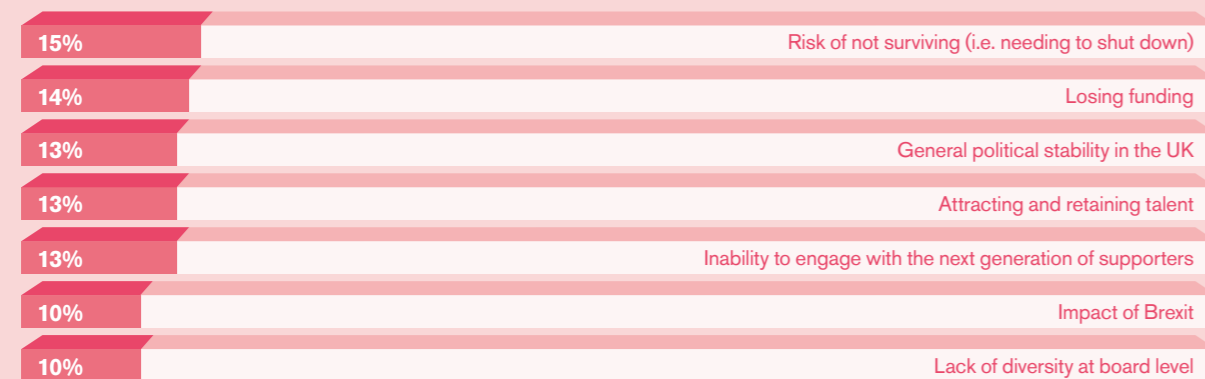 15% Risk of not surviving (i.e. needing to shut down)
14% Losing funding
13% General political stability in the UK
13% Attracting and retaining talent
13% Inability to engage with the next generation of supporters
10% Impact of Brexit
10% Lack of diversity at board level